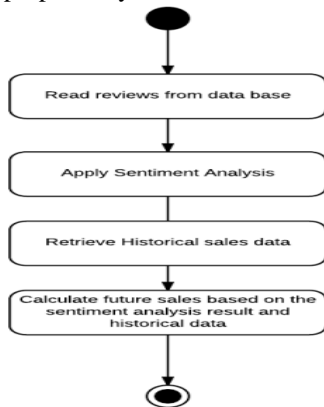 Read reviews from data base
Apply Sentiment Analysis
Retrieve Historical sales data
Calculate future sales based on the
sentiment analysis result and
historical data